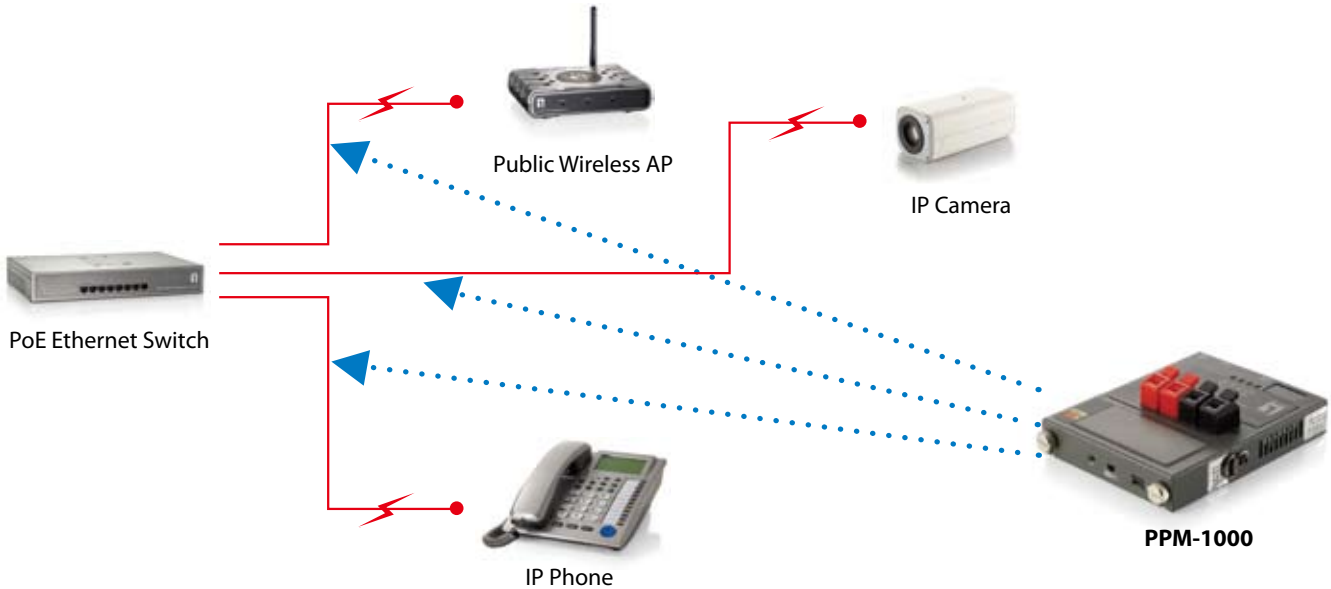 Public Wireless AP
IP Camera
PoE Ethernet Switch
PPM-1000
IP Phone